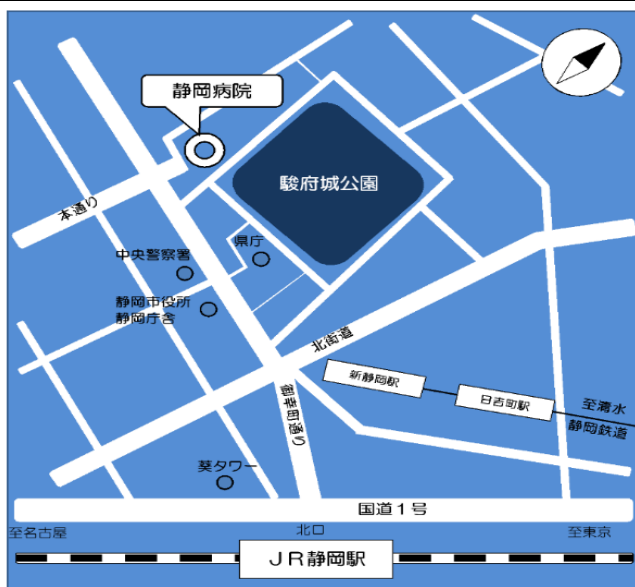 静岡病院
駿府城公園
本通り
県庁
中央警察署
静岡市役所
静岡庁舎
北街道
新静岡駅
日吉町駅
至清水
静岡鉄道
御幸町通り
葵タワー
国道1号
至名古屋
北口
至東京
JR静岡駅